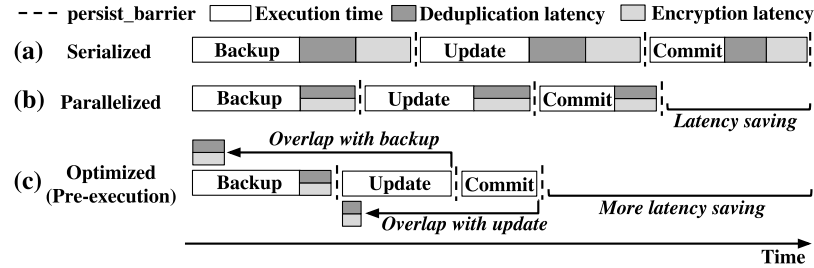 persist_barrier Execution time Deduplication latency Encryption latency
(a) Serialized Backup Update Commit
(b) Parallelized Backup Update Commit
Latency saving
Overlap with backup
(c) Optimized (Pre-execution) Backup Update Commit
More latency saving
Overlap with update
Time